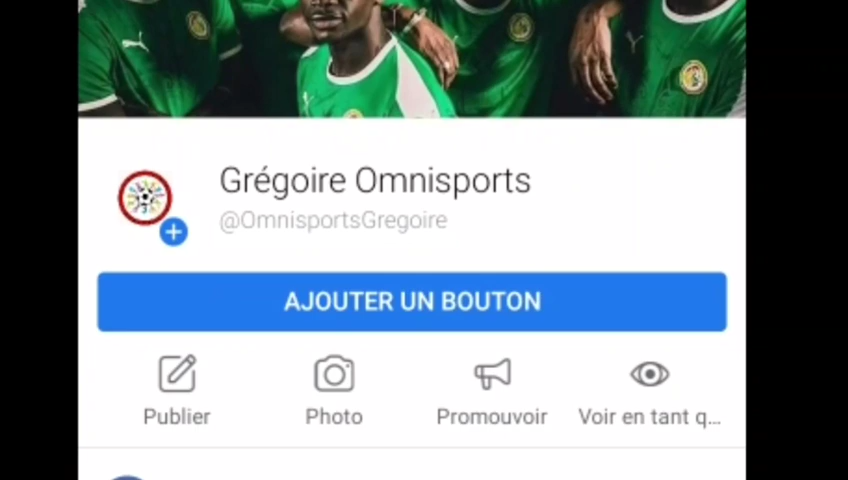 Grégoire Omnisports
@OmnisportsGregoire
AJOUTER UN BOUTON
Publier
Photo
Promouvoir
Voir en tant q...